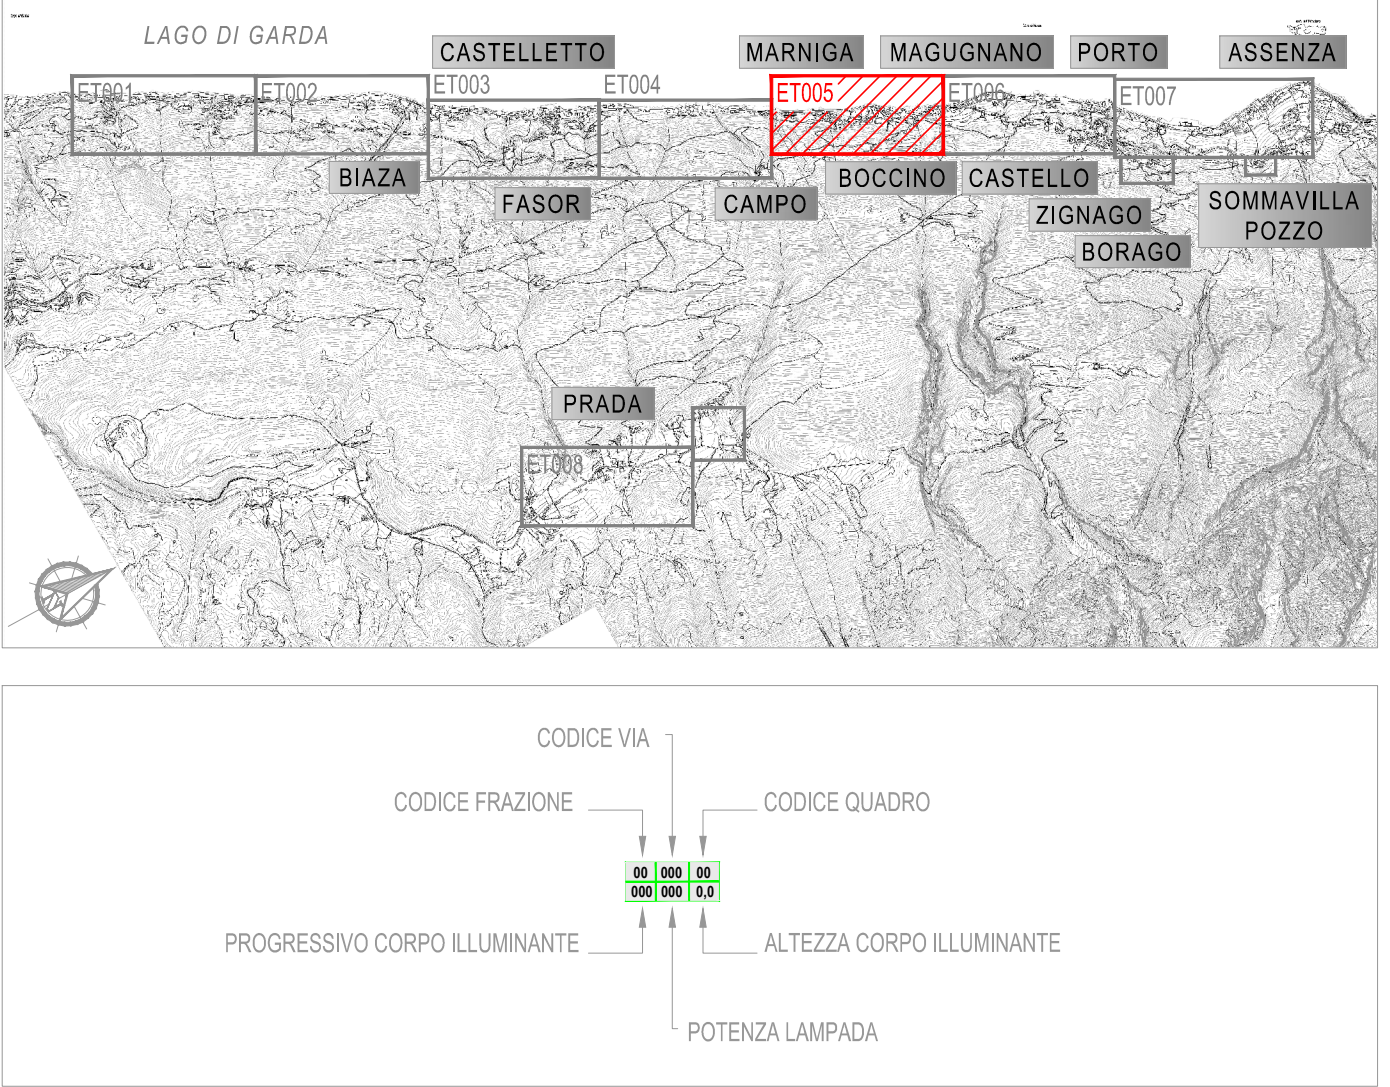 LAGO DI GARDA
CASTELLETTO
MARNIGA
MAGUGNANO
PORTO
ASSENZA
ET001
ET002
ET003
ET004
ET005
ET006
ET007
BIAZA
FASOR
CAMPO
BOCCINO
CASTELLO
ZIGNAGO
BORAGO
SOMMAVILLA
POZZO
PRADA
ET008
N
CODICE VIA
CODICE FRAZIONE
CODICE QUADRO
00 000 00
000 000 0,0
PROGRESSIVO CORPO ILLUMINANTE
ALTEZZA CORPO ILLUMINANTE
POTENZA LAMPADA